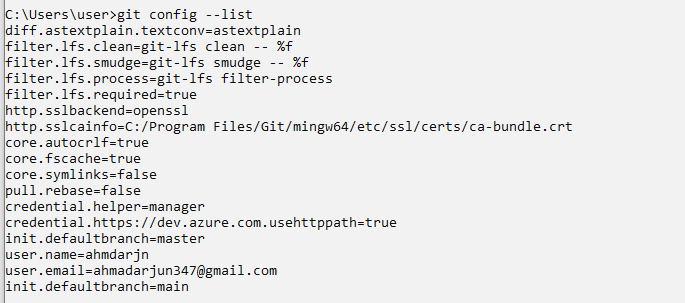 C:\Users\user>git config --list
diff.astextplain.textconv=astextplain
filter.lfs.clean=git-lfs clean -- %f
filter.lfs.smudge=git-lfs smudge -- %f
filter.lfs.process=git-lfs filter-process
filter.lfs.required=true
http.sslbackend=openssl
http.sslcainfo=C:/Program Files/Git/mingw64/etc/ssl/certs/ca-bundle.crt
core.autocrlf=true
core.fscache=true
core.symlinks=false
pull.rebase=false
credential.helper=manager
credential.https://dev.azure.com.usehttppath=true
init.defaultbranch=master
user.name=ahmdarjn
user.email=ahmadarjun347@gmail.com
init.defaultbranch=main